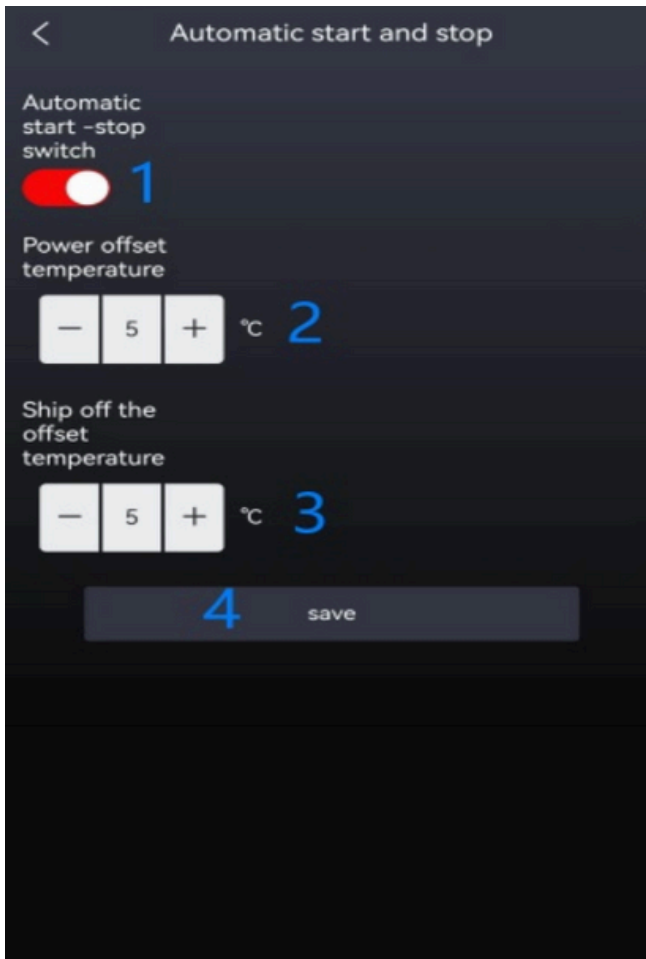 Automatic start and stop
Automatic
start -stop
switch
1
Power offset
temperature
— 5 + ℃ 2
Ship off the
offset
temperature
— 5 + ℃ 3
4 save